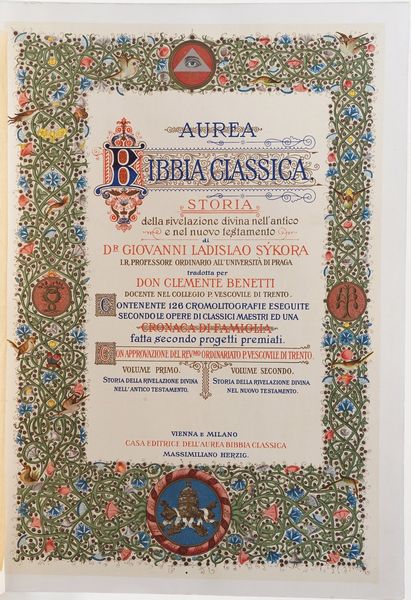 AUREA
BIBBIA CLASSICA
STORIA
della rivelazione divina nell'antico
e nel nuovo testamento
di
DR GIOVANNI LADISLAO SÝKORA
I.R. PROFESSORE ORDINARIO ALL'UNIVERSITÀ DI PRAGA
tradotta per
DON CLEMENTE BENETTI
DOCENTE NEL COLLEGIO P. VESCOVILE DI TRENTO.
CONTENENTE 126 CROMOLITOGRAFIE ESEGUITE
SECONDO LE OPERE DI CLASSICI MAESTRI ED UNA
CRONACA DI FAMIGLIA
fatta secondo progetti premiati.
CON APPROVAZIONE DEL REVMO ORDINARIATO P. VESCOVILE DI TRENTO.
VOLUME PRIMO.
STORIA DELLA RIVELAZIONE DIVINA
NELL'ANTICO TESTAMENTO.
VOLUME SECONDO.
STORIA DELLA RIVELAZIONE DIVINA
NEL NUOVO TESTAMENTO.
VIENNA E MILANO
CASA EDITRICE DELL'AUREA BIBBIA CLASSICA
MASSIMILIANO HERZIG.